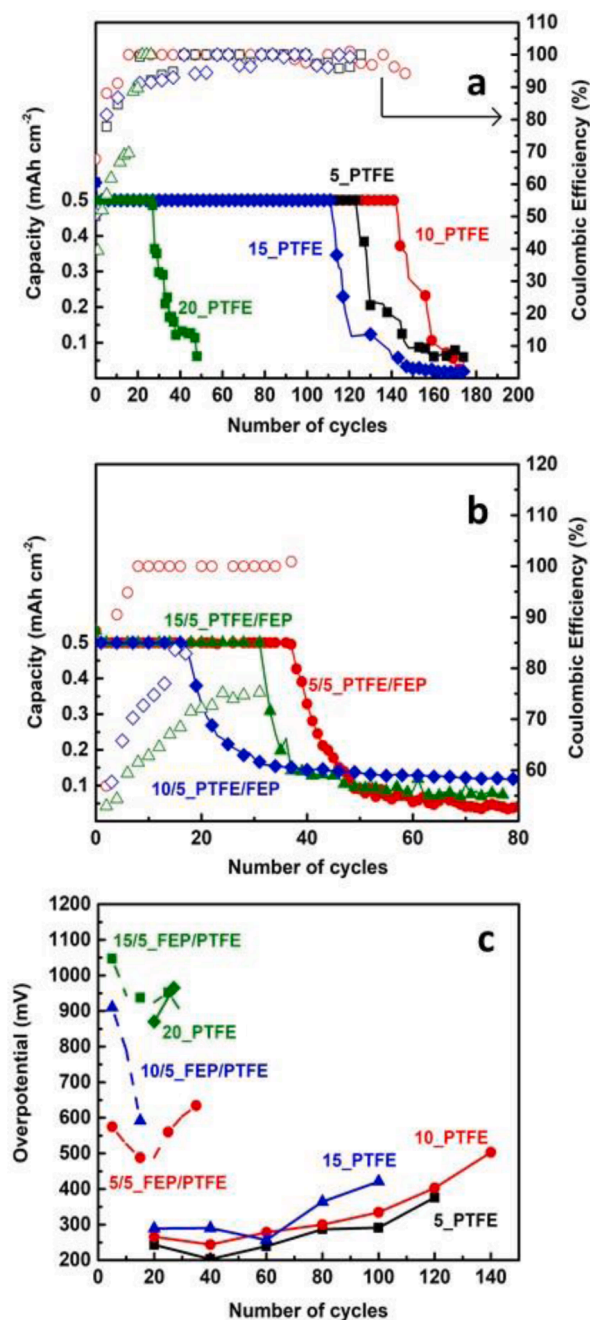 a
110
100
90
80
70
60
50
40
30
20
10
Coulombic Efficiency (%)
Capacity (mAh cm⁻²)
0.5
0.4
0.3
0.2
0.1
5_PTFE
10_PTFE
15_PTFE
20_PTFE
0 20 40 60 80 100 120 140 160 180 200
Number of cycles
b
120
110
100
90
80
70
60
Coulombic Efficiency (%)
Capacity (mAh cm⁻²)
0.5
0.4
0.3
0.2
0.1
15/5_PTFE/FEP
5/5_PTFE/FEP
10/5_PTFE/FEP
0 20 40 60 80
Number of cycles
c
1200
1100
1000
900
800
700
600
500
400
300
200
Overpotential (mV)
15/5_FEP/PTFE
20_PTFE
10/5_FEP/PTFE
5/5_FEP/PTFE
15_PTFE
10_PTFE
5_PTFE
0 20 40 60 80 100 120 140
Number of cycles